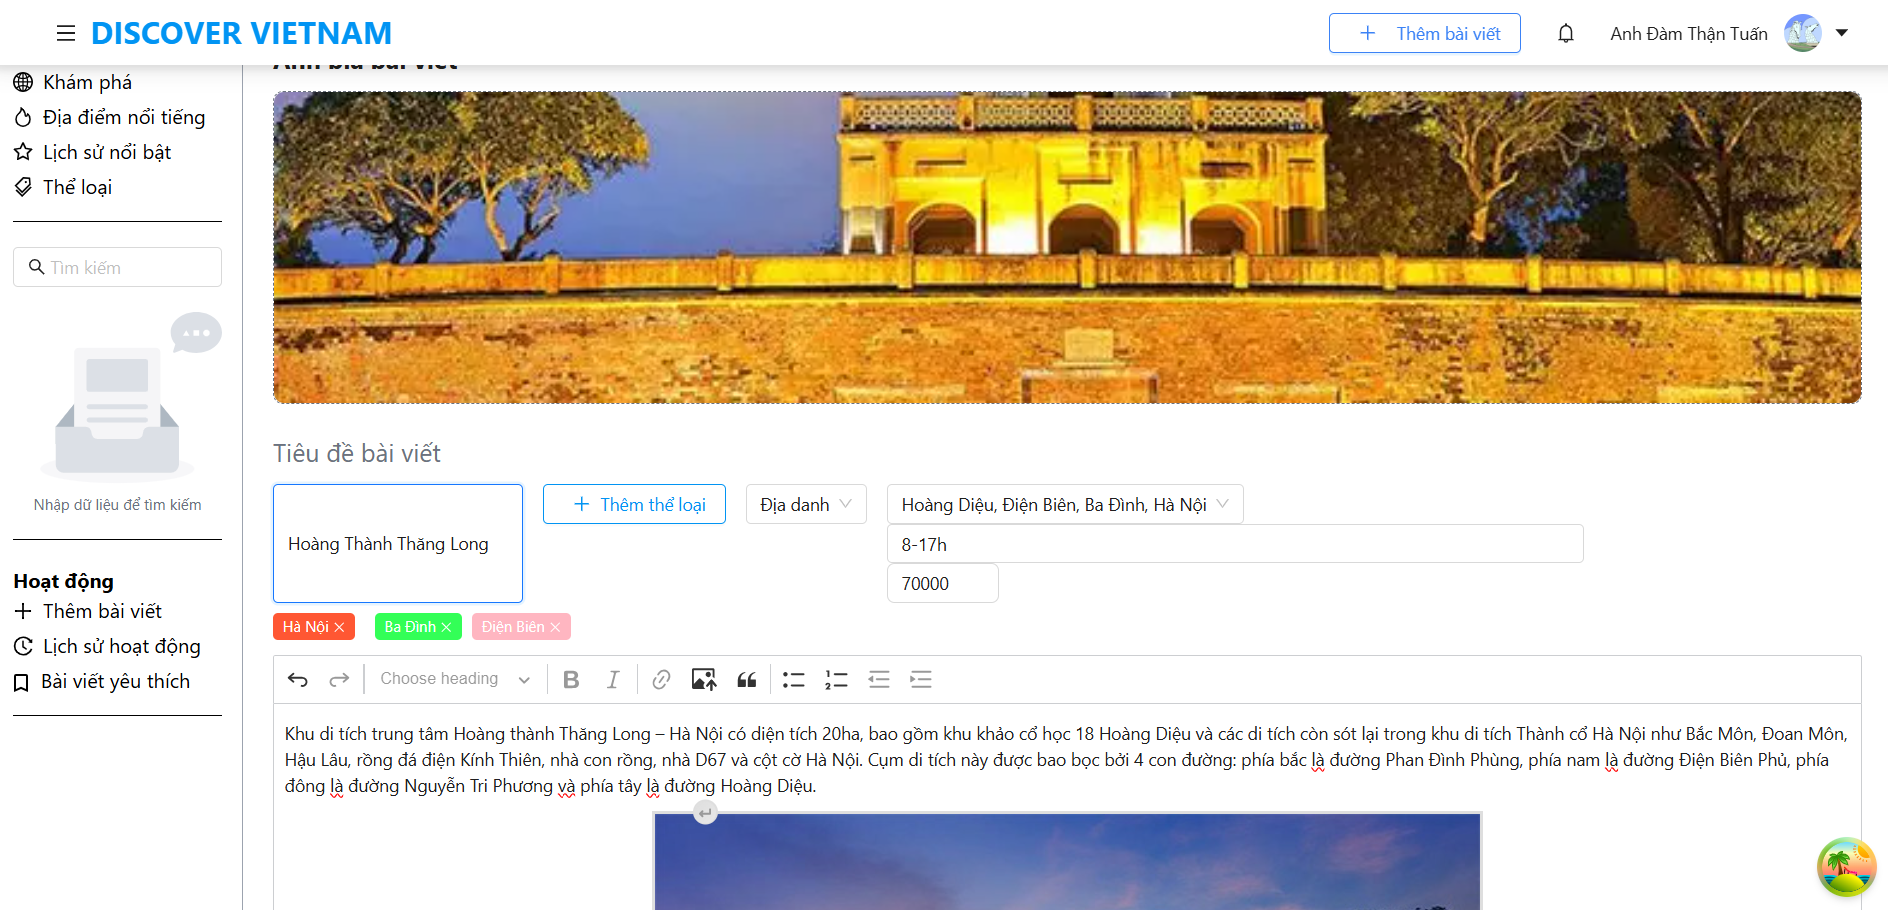 DISCOVER VIETNAM
Thêm bài viết
Anh Đàm Thận Tuấn
Khám phá
Địa điểm nổi tiếng
Lịch sử nổi bật
Thể loại
Tìm kiếm
Nhập dữ liệu để tìm kiếm
Hoạt động
Thêm bài viết
Lịch sử hoạt động
Bài viết yêu thích
Ảnh bìa bài viết
Tiêu đề bài viết
Hoàng Thành Thăng Long
Thêm thể loại
Địa danh
Hoàng Diệu, Điện Biên, Ba Đình, Hà Nội
8-17h
70000
Hà Nội
Ba Đình
Điện Biên
Choose heading
Khu di tích trung tâm Hoàng thành Thăng Long – Hà Nội có diện tích 20ha, bao gồm khu khảo cổ học 18 Hoàng Diệu và các di tích còn sót lại trong khu di tích Thành cổ Hà Nội như Bắc Môn, Đoan Môn,
Hậu Lâu, rồng đá điện Kính Thiên, nhà con rồng, nhà D67 và cột cờ Hà Nội. Cụm di tích này được bao bọc bởi 4 con đường: phía bắc là đường Phan Đình Phùng, phía nam là đường Điện Biên Phủ, phía
đông là đường Nguyễn Tri Phương và phía tây là đường Hoàng Diệu.